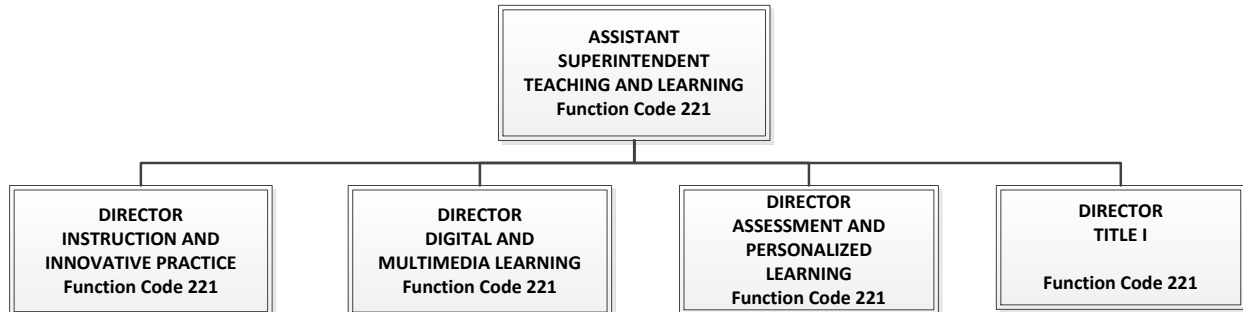 ASSISTANT
SUPERINTENDENT
TEACHING AND LEARNING
Function Code 221
DIRECTOR
INSTRUCTION AND
INNOVATIVE PRACTICE
Function Code 221
DIRECTOR
DIGITAL AND
MULTIMEDIA LEARNING
Function Code 221
DIRECTOR
ASSESSMENT AND
PERSONALIZED
LEARNING
Function Code 221
DIRECTOR
TITLE I
Function Code 221